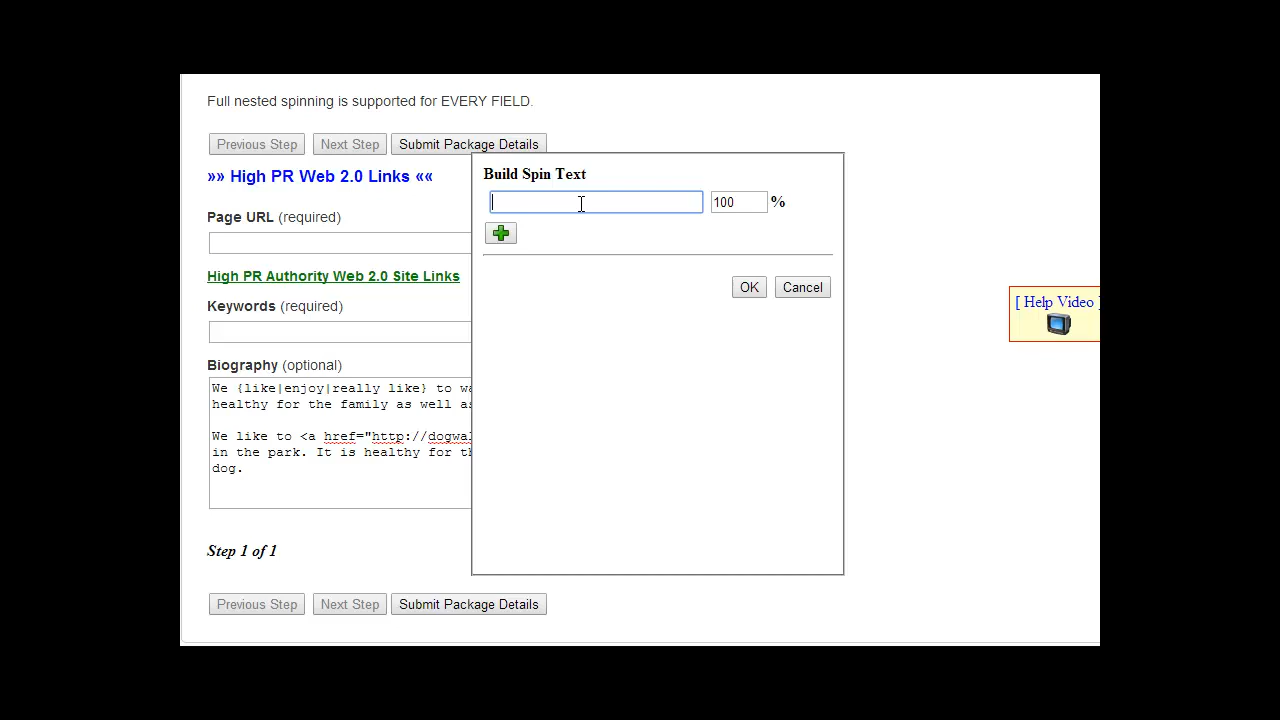 Full nested spinning is supported for EVERY FIELD.
Previous Step Next Step Submit Package Details
»» High PR Web 2.0 Links ««
Build Spin Text
100 %
Page URL (required)
High PR Authority Web 2.0 Site Links
OK Cancel
[ Help Video
Keywords (required)
Biography (optional)
We {like|enjoy|really like} to
healthy for the family as well
We like to <a href="http://
in the park. It is healthy for
dog.
Step 1 of 1
Previous Step Next Step Submit Package Details